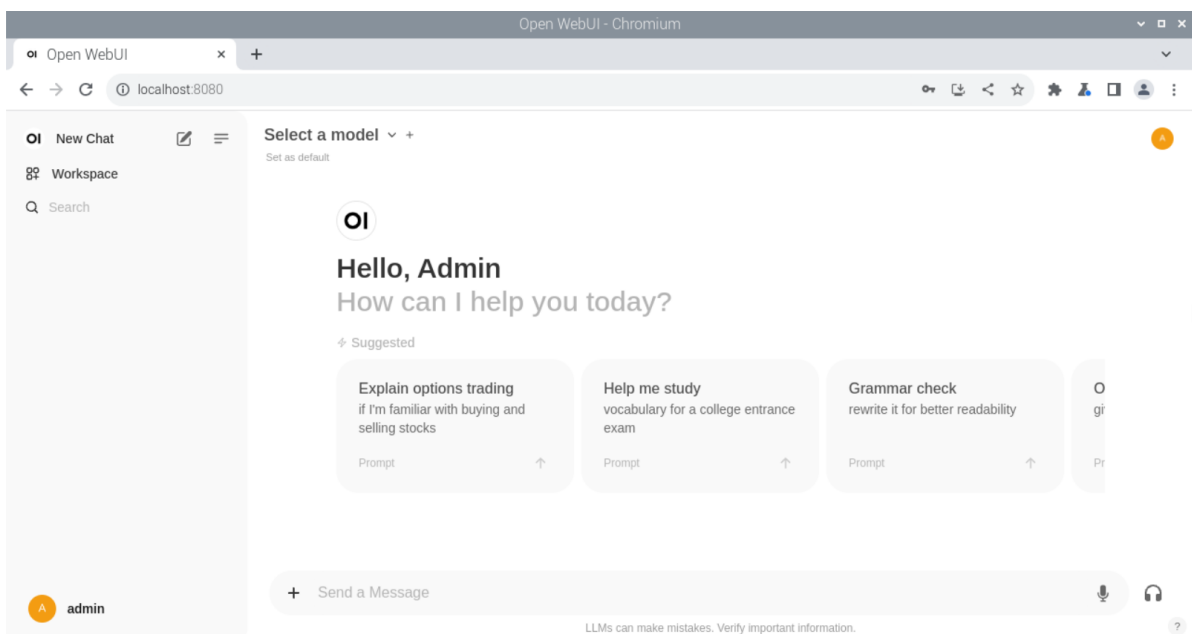 Open WebUI - Chromium
OI Open WebUI
localhost:8080
OI New Chat
Workspace
Search
Select a model
Set as default
A
OI
Hello, Admin
How can I help you today?
Suggested
Explain options trading
if I'm familiar with buying and
selling stocks
Prompt
Help me study
vocabulary for a college entrance
exam
Prompt
Grammar check
rewrite it for better readability
Prompt
O
gi
Pr
Send a Message
A admin
LLMs can make mistakes. Verify important information.
?